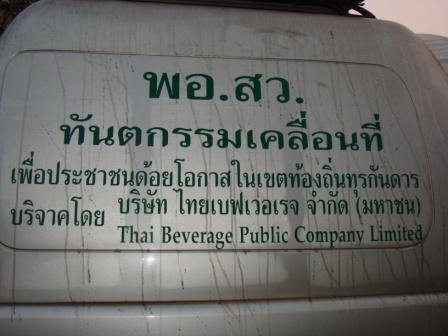 พอ.สว.
ทันตกรรมเคลื่อนที่
เพื่อประชาชนด้อยโอกาสในเขตท้องถิ่นทุรกันดาร
บริจาคโดย บริษัท ไทยเบฟเวอเรจ จำกัด (มหาชน)
Thai Beverage Public Company Limited